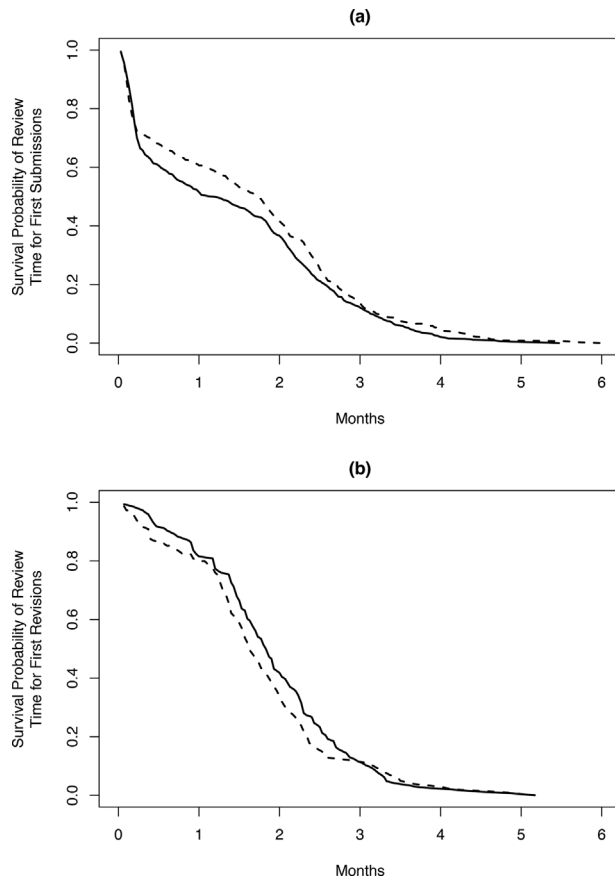 (a)
Survival Probability of Review
Time for First Submissions
1.0
0.8
0.6
0.4
0.2
0.0
0 1 2 3 4 5 6
Months
(b)
Survival Probability of Review
Time for First Revisions
1.0
0.8
0.6
0.4
0.2
0.0
0 1 2 3 4 5 6
Months